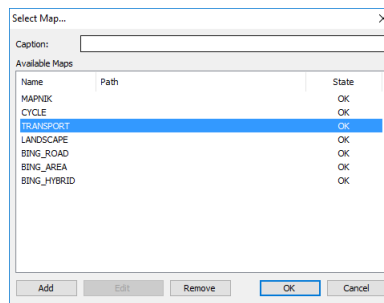 Select Map...
Caption:
Available Maps
Name Path State
MAPNIK OK
CYCLE OK
TRANSPORT OK
LANDSCAPE OK
BING_ROAD OK
BING_AREA OK
BING_HYBRID OK
Add Edit Remove OK Cancel